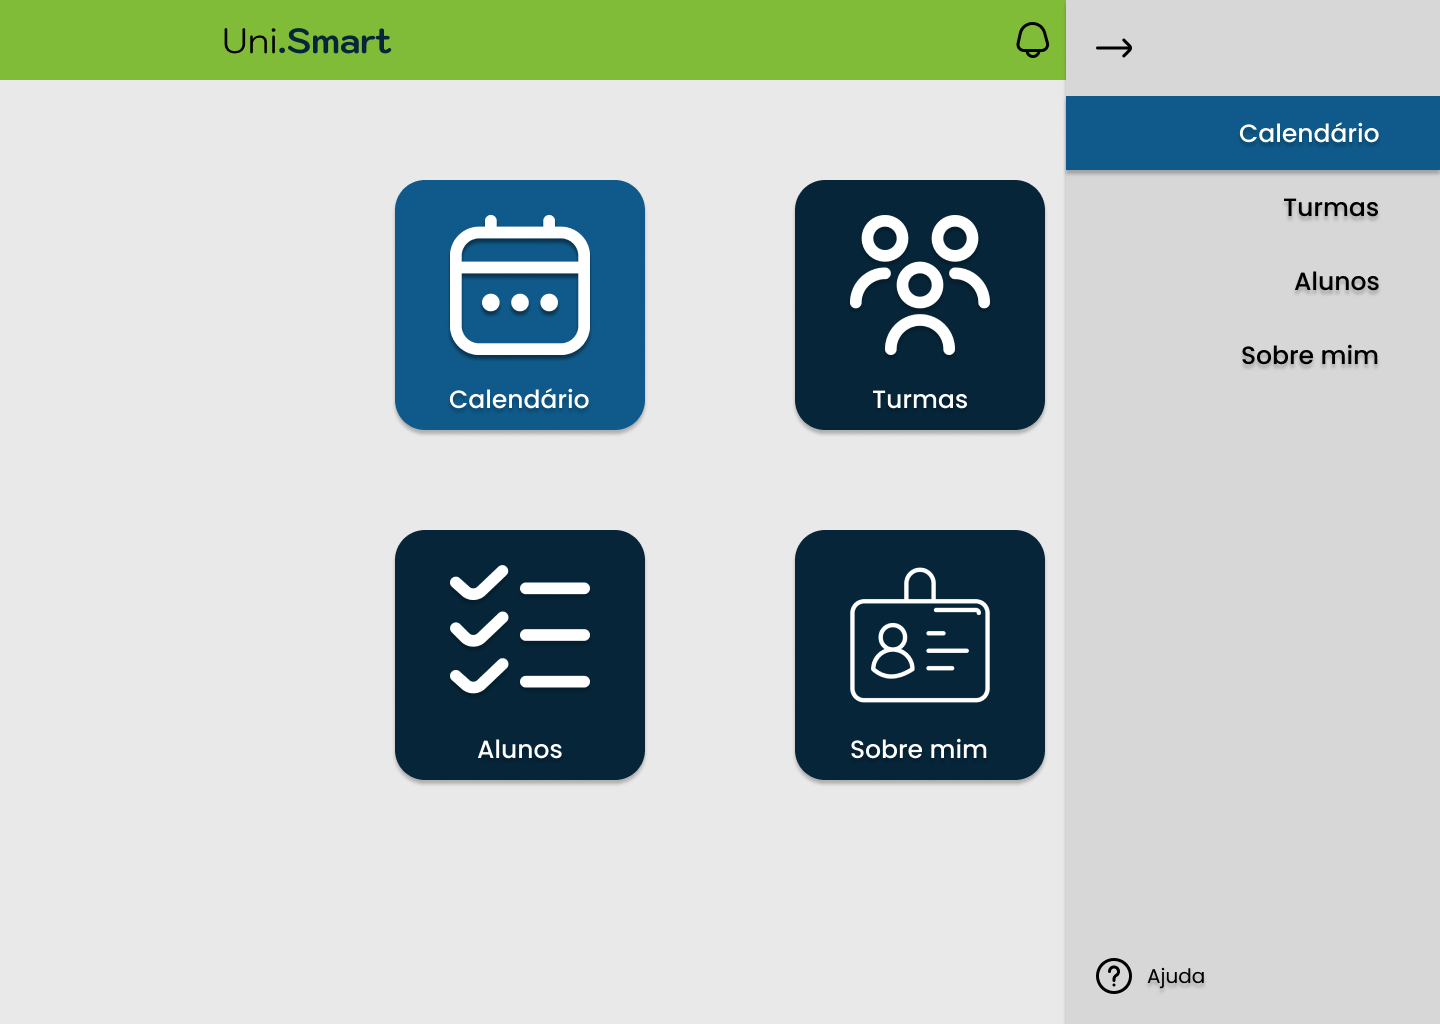 Uni.Smart
Calendário
Turmas
Alunos
Sobre mim
Calendário
Turmas
Alunos
Sobre mim
Ajuda